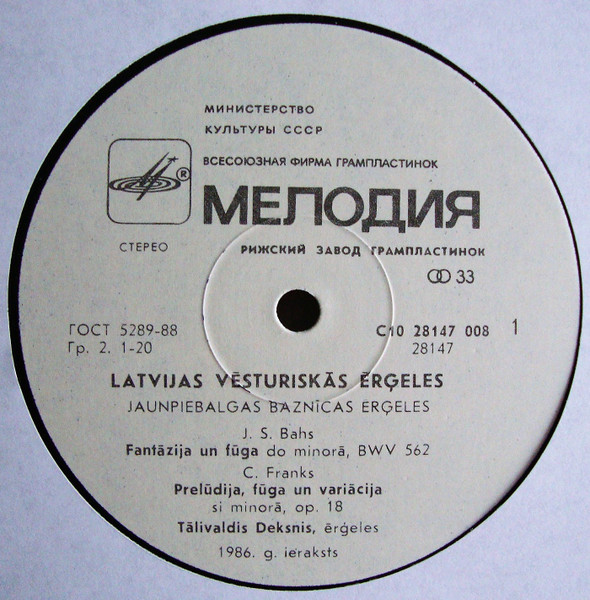 МИНИСТЕРСТВО
КУЛЬТУРЫ СССР
ВСЕСОЮЗНАЯ ФИРМА ГРАМПЛАСТИНОК
®
МЕЛОДИЯ
СТЕРЕО
РИЖСКИЙ ЗАВОД ГРАМПЛАСТИНОК
33
ГОСТ 5289-88
Гр. 2. 1-20
С10 28147 008 1
28147
LATVIJAS VĒSTURISKĀS ĒRĢELES
JAUNPIEBALGAS BAZNĪCAS ĒRĢELES
J. S. Bahs
Fantāzija un fūga do minorā, BWV 562
C. Franks
Prelūdija, fūga un variācija
si minorā, op. 18
Tālivaldis Deksnis, ērģeles
1986. g. ieraksts